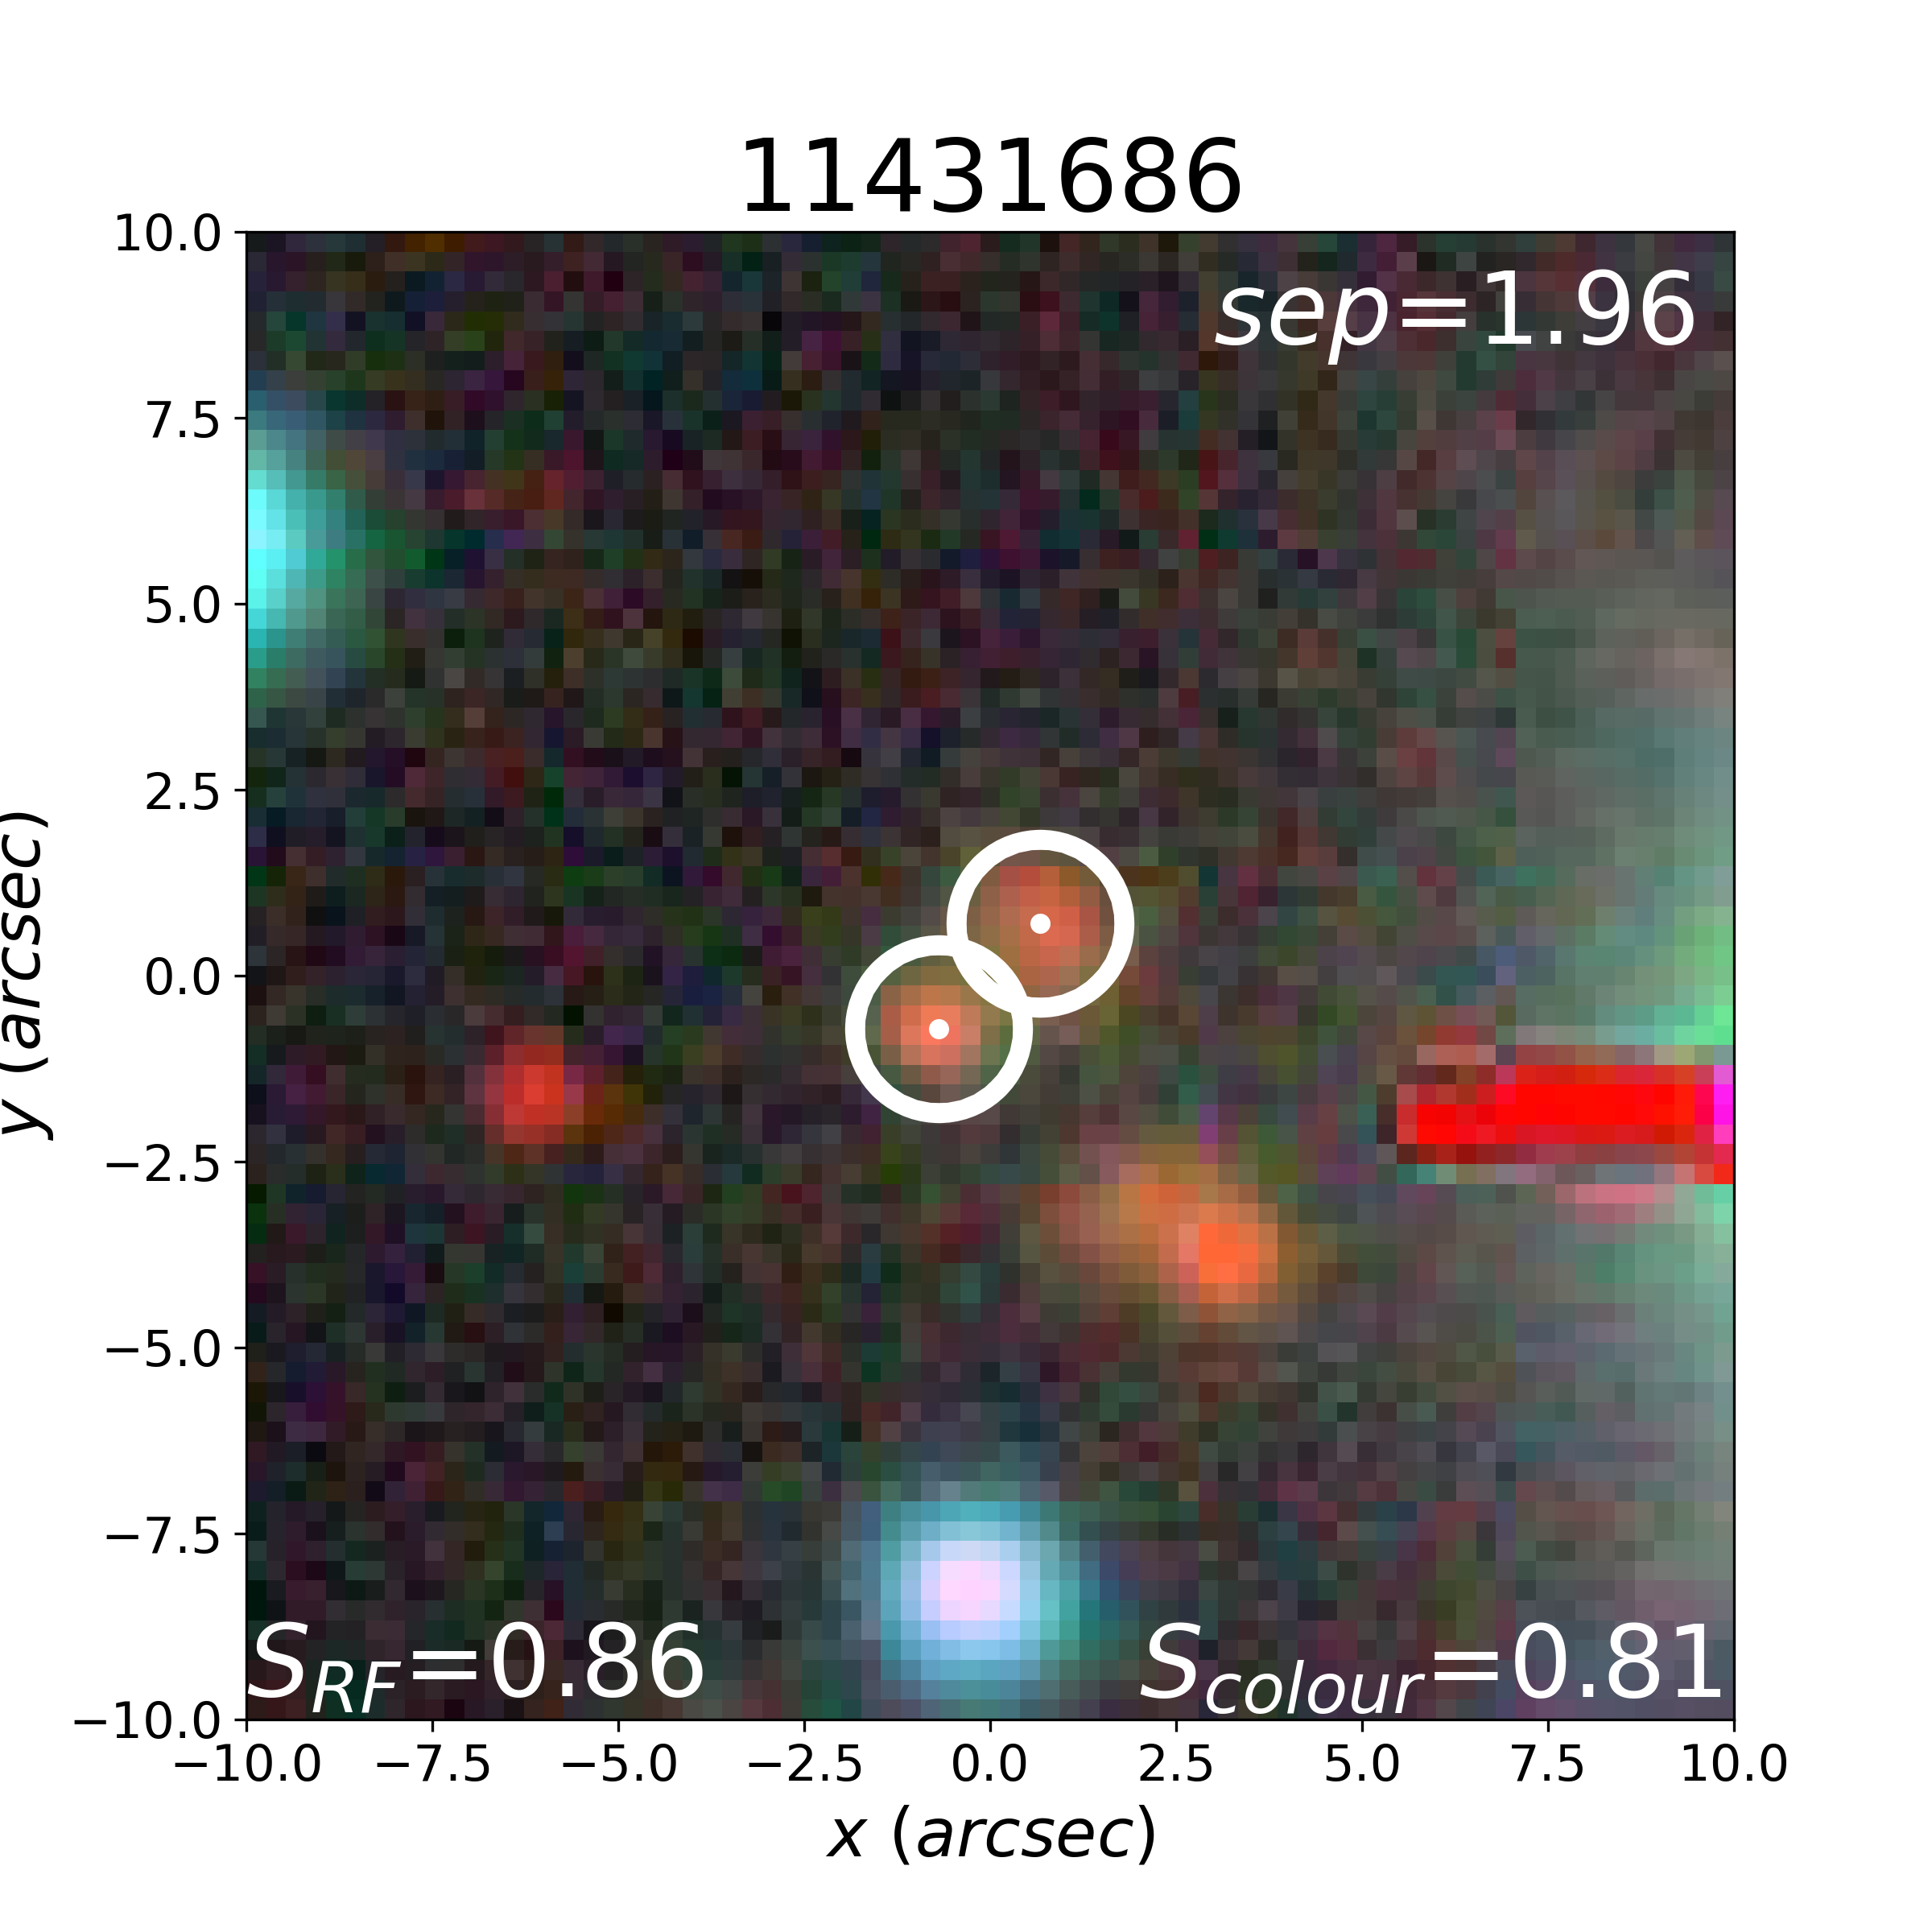 11431686
sep=1.96
10.0
7.5
5.0
2.5
0.0
−2.5
−5.0
−7.5
−10.0
y (arcsec)
S_RF=0.86
S_colour=0.81
−10.0 −7.5 −5.0 −2.5 0.0 2.5 5.0 7.5 10.0
x (arcsec)